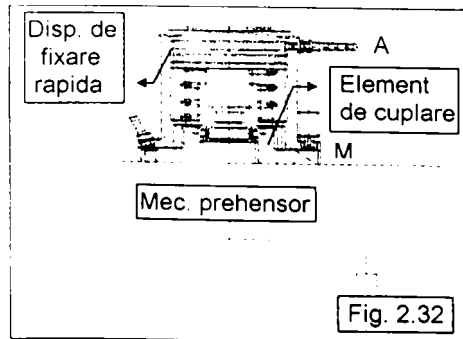 Disp. de
fixare
rapida
A
Element
de cuplare
M
Mec. prehensor
Fig. 2.32